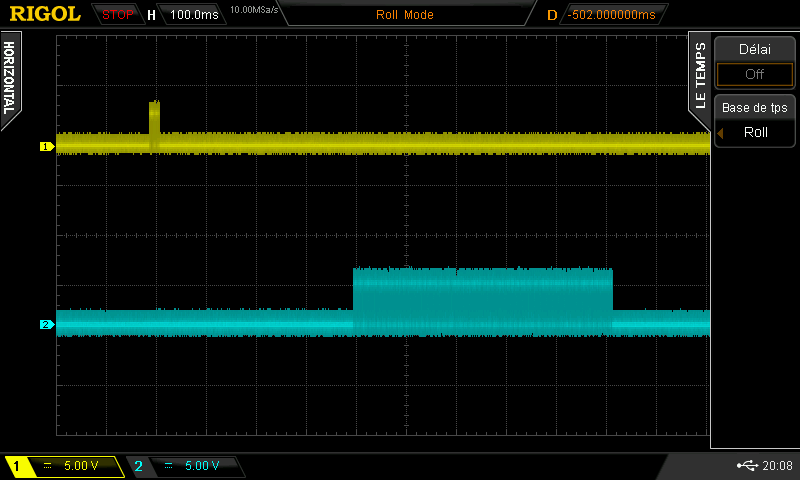 RIGOL STOP H 100.0ms 10.00MSa/s Roll Mode D -502.000000ms
HORIZONTAL
LE TEMPS
Délai
Off
Base de tps
Roll
1
2
1 5.00 V 2 5.00 V 20:08